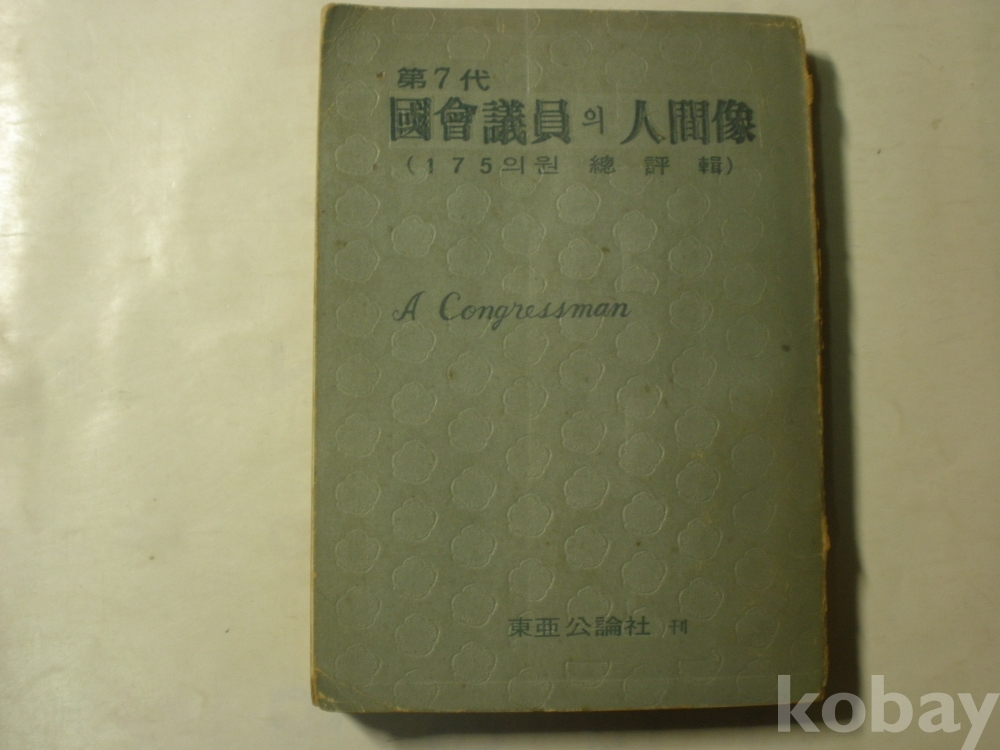 第7代
國會議員의 人間像
(175의원 總評輯)
A Congressman
東亜公論社 刊
kobay